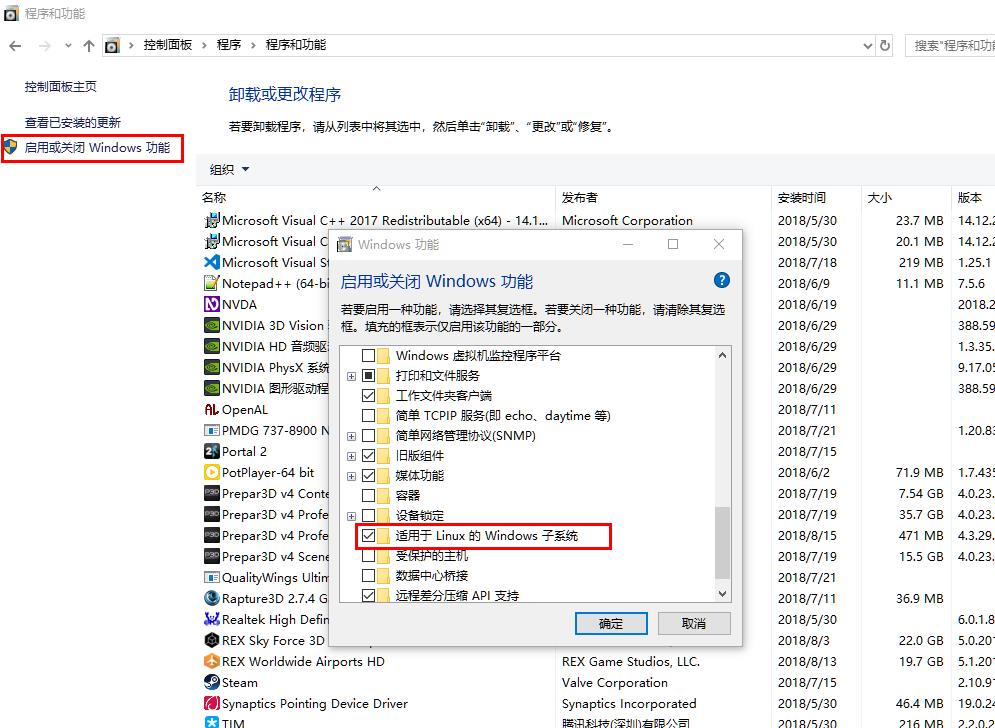 程序和功能
控制面板 程序 程序和功能
搜索"程序和功
控制面板主页
查看已安装的更新
启用或关闭 Windows 功能
卸载或更改程序
若要卸载程序，请从列表中将其选中，然后单击"卸载"、"更改"或"修复"。
组织
名称 发布者 安装时间 大小 版本
Microsoft Visual C++ 2017 Redistributable (x64) - 14.1... Microsoft Corporation 2018/5/30 23.7 MB 14.12.2
Microsoft Visual C 2018/5/30 20.1 MB 14.12.2
Microsoft Visual St 2018/7/18 219 MB 1.25.1
Notepad++ (64-bi 2018/6/9 11.1 MB 7.5.6
NVDA 2018/6/19 2018.2
NVIDIA 3D Vision 2018/6/29 388.59
NVIDIA HD 音频驱 2018/6/29 1.3.35.
NVIDIA PhysX 系统 2018/6/29 9.17.05
NVIDIA 图形驱动程 2018/6/29 388.59
OpenAL 2018/7/11
PMDG 737-8900 N 2018/7/21 1.20.83
Portal 2 2018/7/15
PotPlayer-64 bit 2018/6/2 71.9 MB 1.7.435
Prepar3D v4 Conte 2018/7/19 7.54 GB 4.0.23.
Prepar3D v4 Profe 2018/7/19 35.7 GB 4.0.23.
Prepar3D v4 Profe 2018/8/15 471 MB 4.3.29.
Prepar3D v4 Scene 2018/7/19 15.5 GB 4.0.23.
QualityWings Ultim 2018/7/21
Rapture3D 2.7.4 G 2018/7/11 36.9 MB
Realtek High Defin 2018/5/30 6.0.1.8
REX Sky Force 3D 2018/8/3 22.0 GB 5.0.201
REX Worldwide Airports HD REX Game Studios, LLC. 2018/8/13 19.7 GB 5.1.201
Steam Valve Corporation 2018/7/15 2.10.91
Synaptics Pointing Device Driver Synaptics Incorporated 2018/5/30 46.4 MB 19.0.24
TIM 腾讯科技(深圳)有限公司 2018/5/30 216 MB
Windows 功能
启用或关闭 Windows 功能
若要启用一种功能，请选择其复选框。若要关闭一种功能，请清除其复选
框。填充的框表示仅启用该功能的一部分。
Windows 虚拟机监控程序平台
打印和文件服务
工作文件夹客户端
简单 TCPIP 服务(即 echo、daytime 等)
简单网络管理协议(SNMP)
旧版组件
媒体功能
容器
设备锁定
适用于 Linux 的 Windows 子系统
受保护的主机
数据中心桥接
远程差分压缩 API 支持
确定 取消